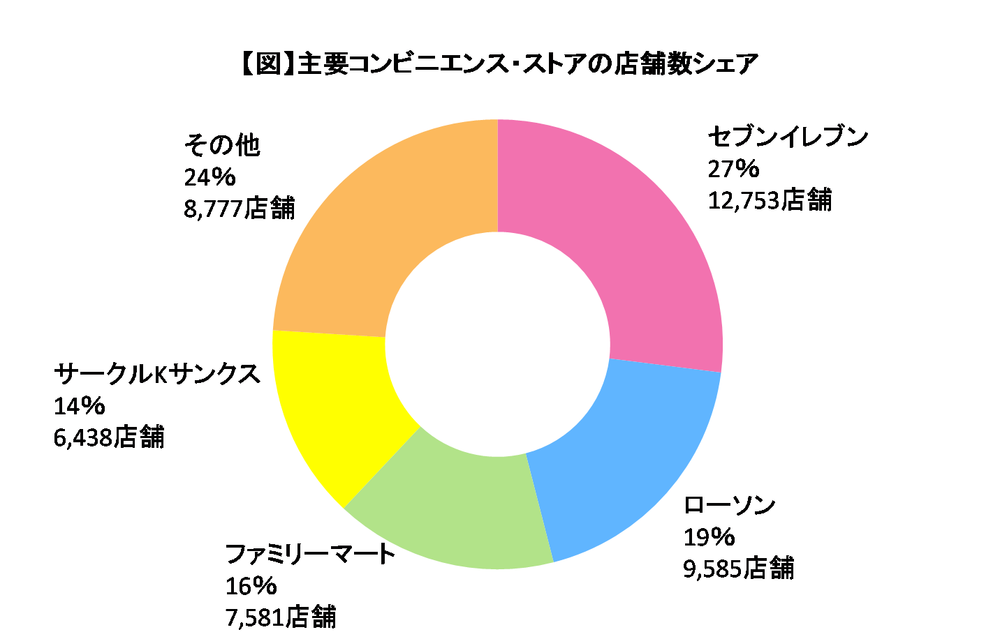 【図】主要コンビニエンス・ストアの店舗数シェア
セブンイレブン
27%
12,753店舗
ローソン
19%
9,585店舗
ファミリーマート
16%
7,581店舗
サークルKサンクス
14%
6,438店舗
その他
24%
8,777店舗